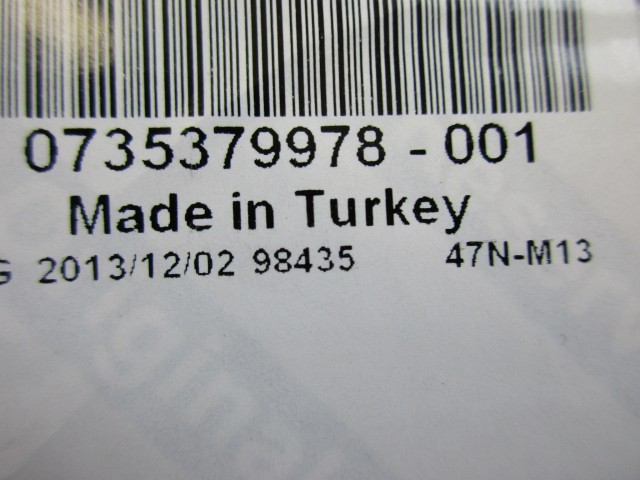 0735379978 - 001
Made in Turkey
G 2013/12/02 98435 47N-M13